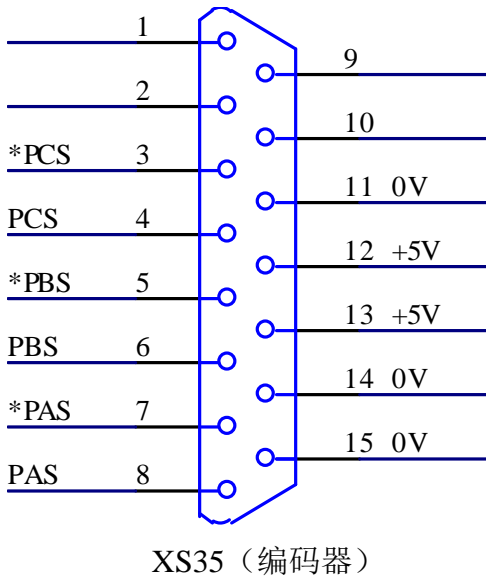 1
9
2
10
*PCS 3
11 0V
PCS 4
12 +5V
*PBS 5
13 +5V
PBS 6
14 0V
*PAS 7
15 0V
PAS 8
XS35（编码器）